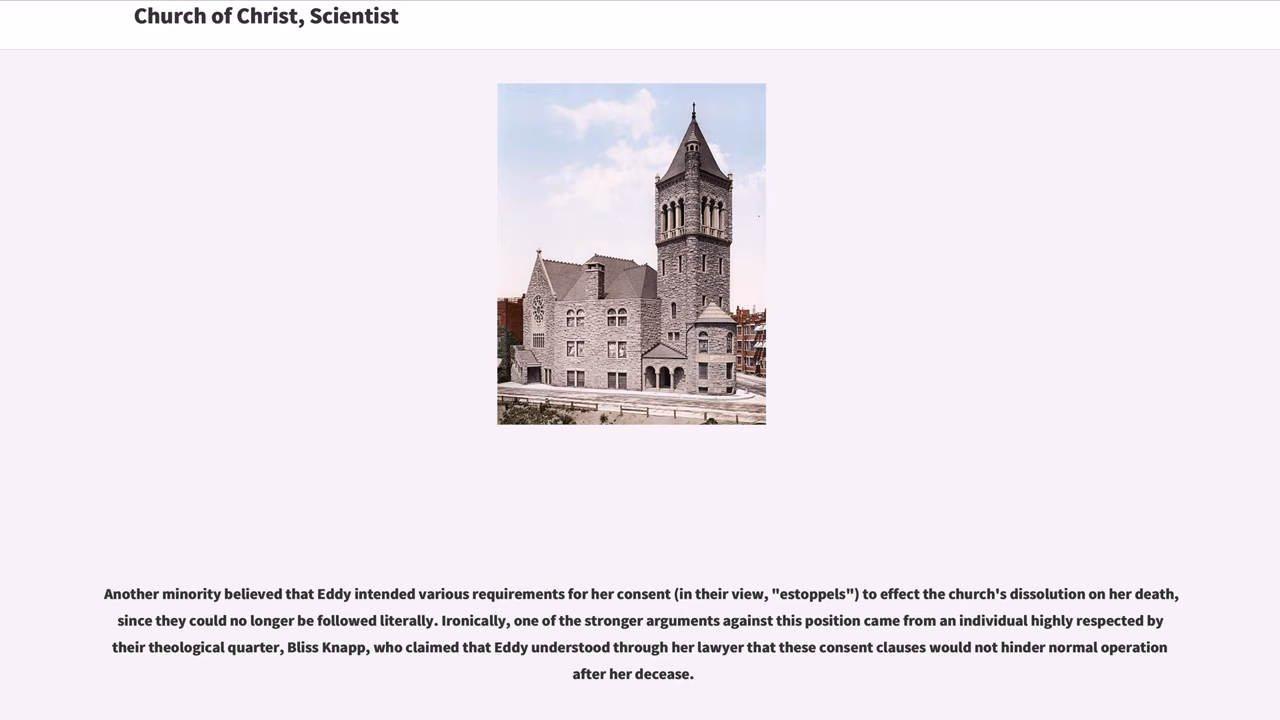 Church of Christ, Scientist
Another minority believed that Eddy intended various requirements for her consent (in their view, "estoppels") to effect the church's dissolution on her death,
since they could no longer be followed literally. Ironically, one of the stronger arguments against this position came from an individual highly respected by
their theological quarter, Bliss Knapp, who claimed that Eddy understood through her lawyer that these consent clauses would not hinder normal operation
after her decease.